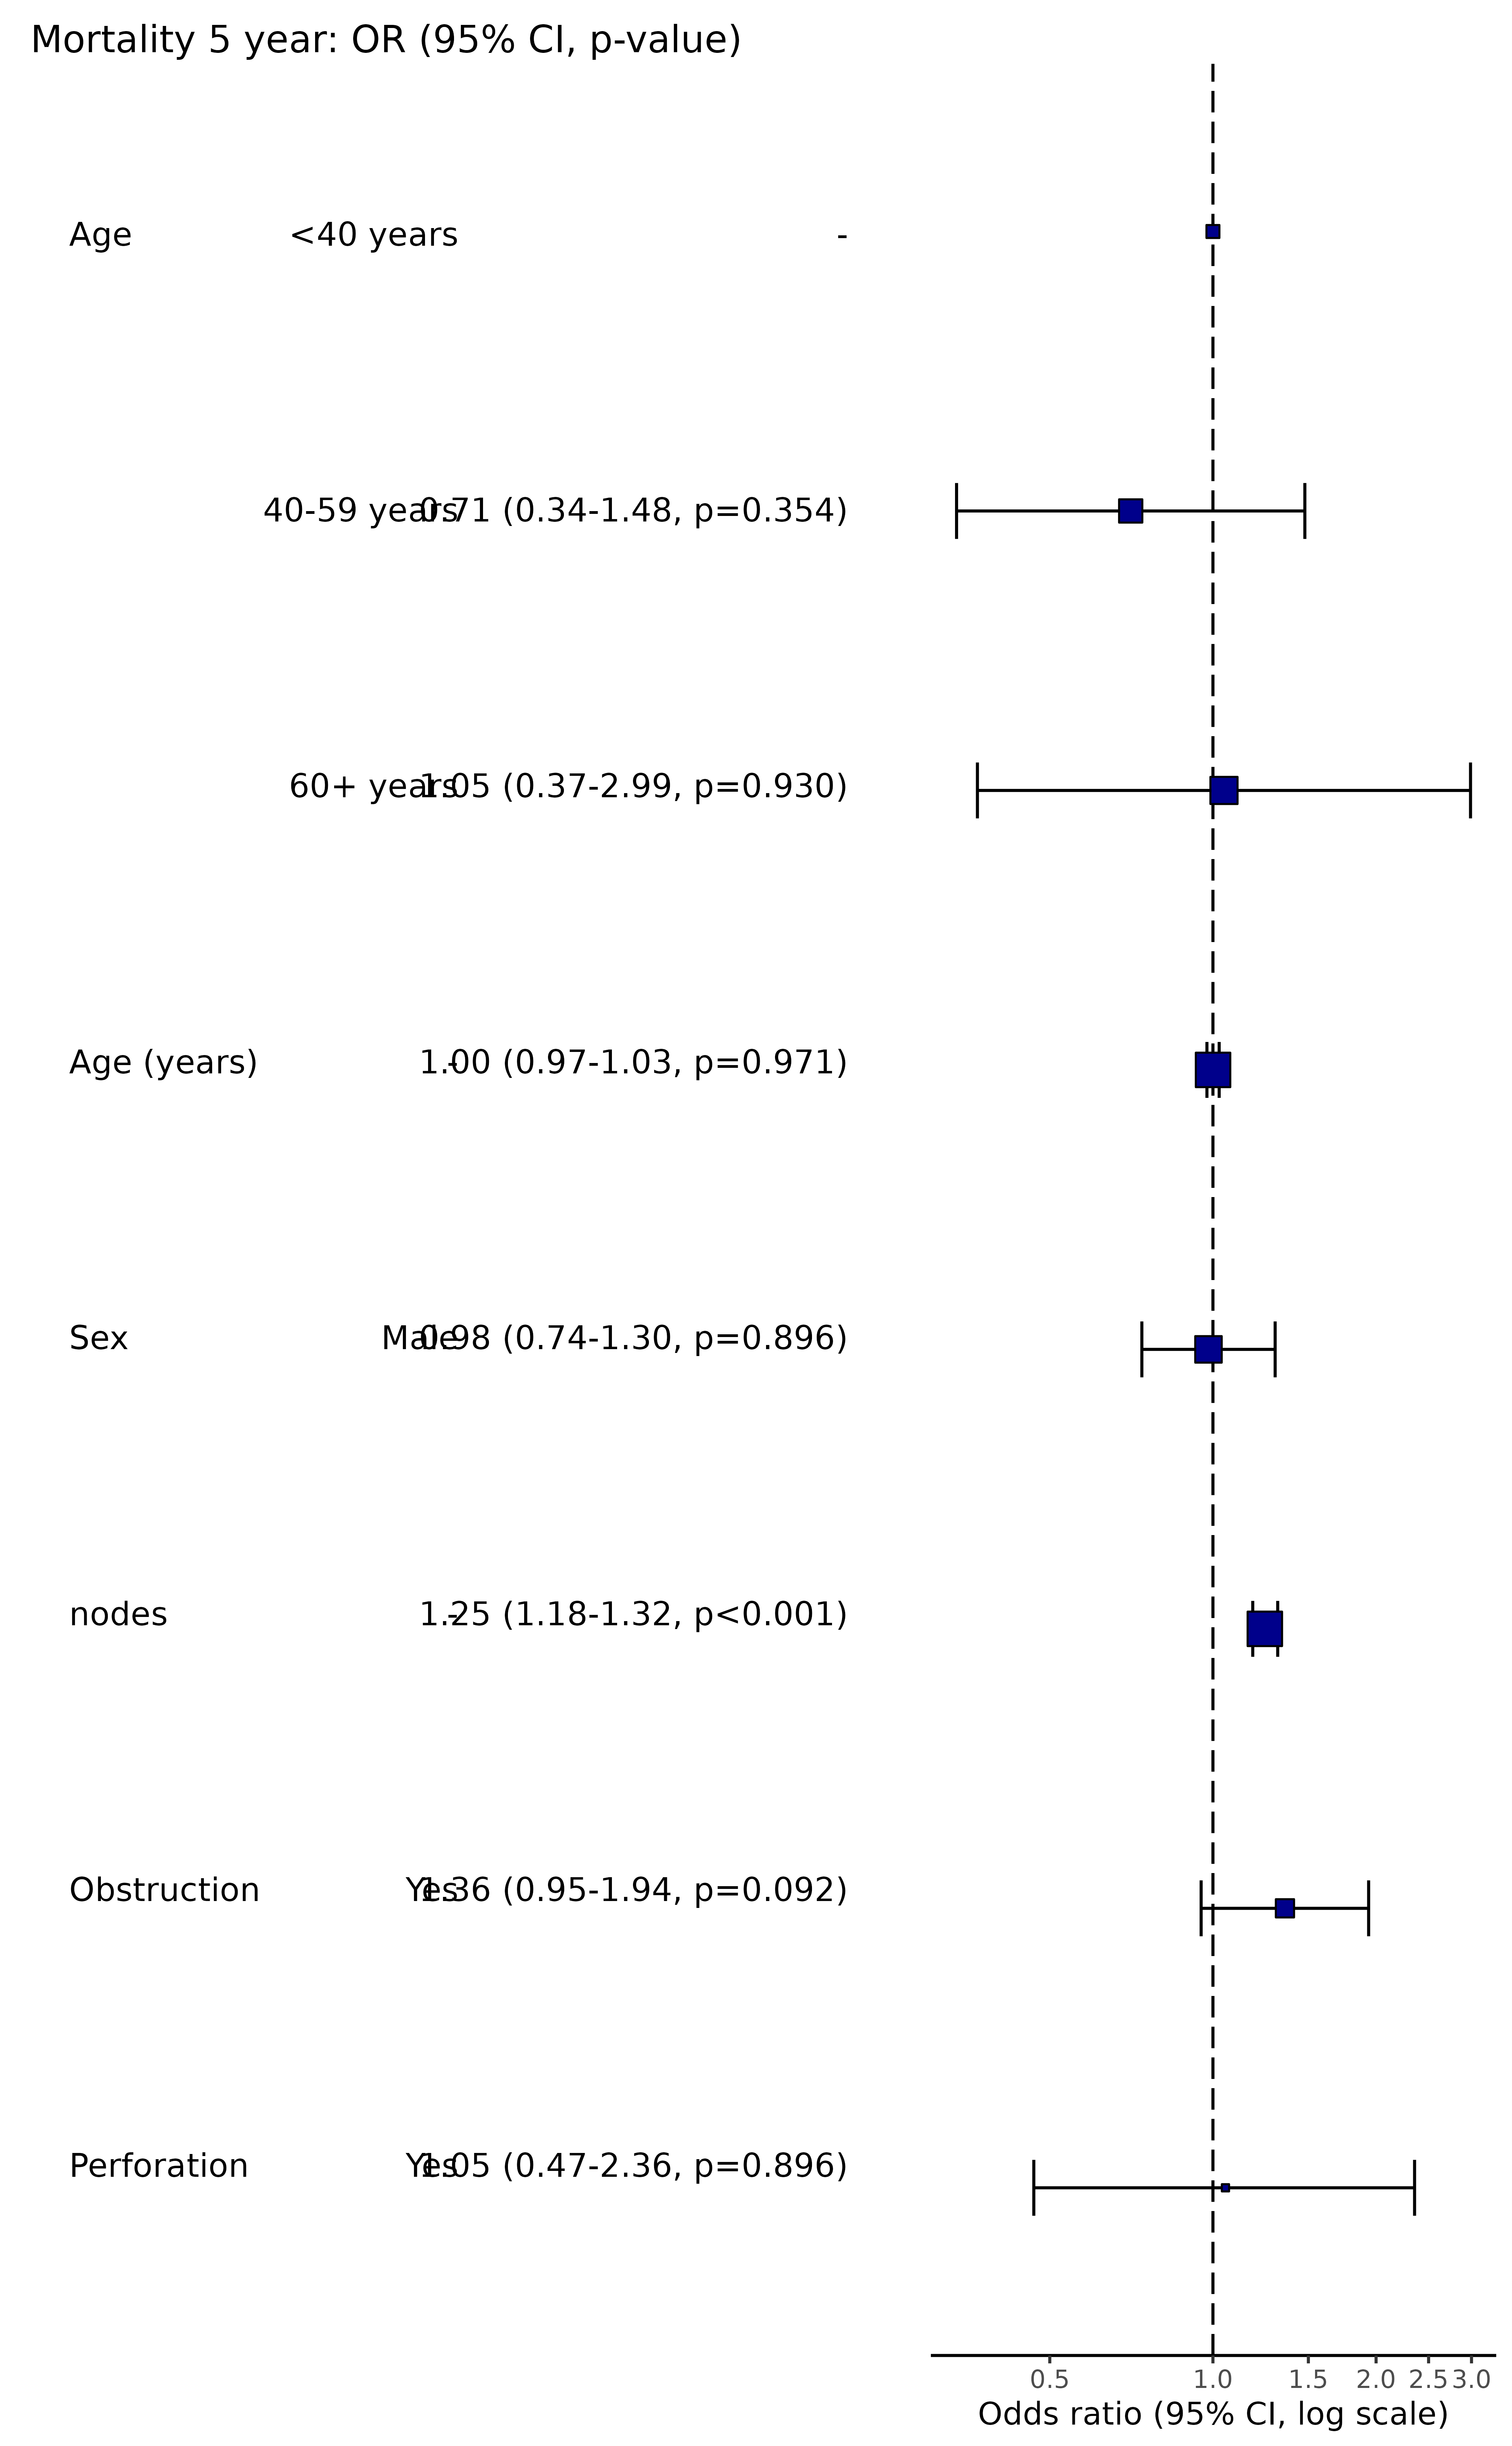 Mortality 5 year: OR (95% CI, p-value)
Age <40 years -
40-59 years 0.71 (0.34-1.48, p=0.354)
60+ years 1.05 (0.37-2.99, p=0.930)
Age (years) - 1.00 (0.97-1.03, p=0.971)
Sex Male 0.98 (0.74-1.30, p=0.896)
nodes - 1.25 (1.18-1.32, p<0.001)
Obstruction Yes 1.36 (0.95-1.94, p=0.092)
Perforation Yes 1.05 (0.47-2.36, p=0.896)
0.5 1.0 1.5 2.0 2.5 3.0
Odds ratio (95% CI, log scale)